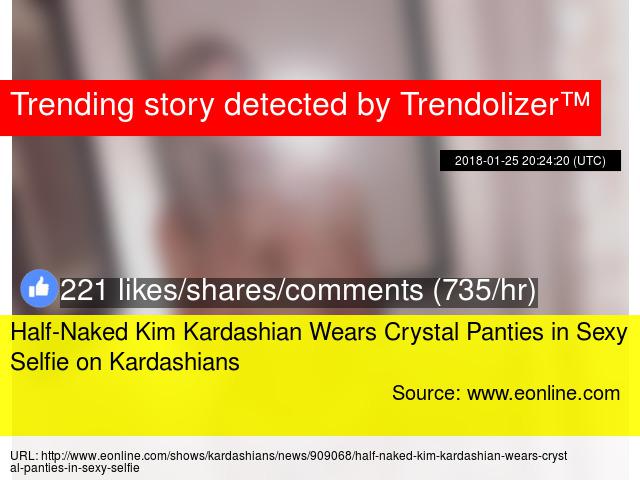 Trending story detected by Trendolizer™
2018-01-25 20:24:20 (UTC)
221 likes/shares/comments (735/hr)
Half-Naked Kim Kardashian Wears Crystal Panties in Sexy
Selfie on Kardashians
Source: www.eonline.com
URL: http://www.eonline.com/shows/kardashians/news/909068/half-naked-kim-kardashian-wears-cryst
al-panties-in-sexy-selfie